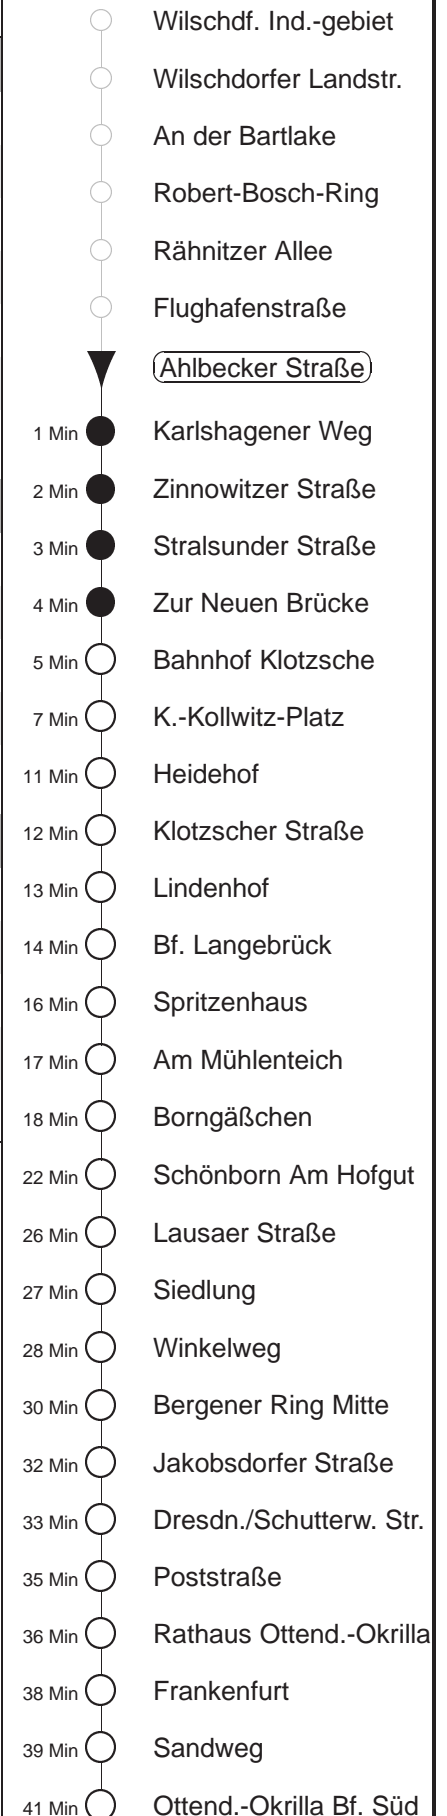 Wilschdf. Ind.-gebiet
Wilschdorfer Landstr.
An der Bartlake
Robert-Bosch-Ring
Rähnitzer Allee
Flughafenstraße
Ahlbecker Straße
1 Min Karlshagener Weg
2 Min Zinnowitzer Straße
3 Min Stralsunder Straße
4 Min Zur Neuen Brücke
5 Min Bahnhof Klotzsche
7 Min K.-Kollwitz-Platz
11 Min Heidehof
12 Min Klotzscher Straße
13 Min Lindenhof
14 Min Bf. Langebrück
16 Min Spritzenhaus
17 Min Am Mühlenteich
18 Min Borngäßchen
22 Min Schönborn Am Hofgut
26 Min Lausaer Straße
27 Min Siedlung
28 Min Winkelweg
30 Min Bergener Ring Mitte
32 Min Jakobsdorfer Straße
33 Min Dresdn./Schutterw. Str.
35 Min Poststraße
36 Min Rathaus Ottend.-Okrilla
38 Min Frankenfurt
39 Min Sandweg
41 Min Ottend.-Okrilla Bf. Süd